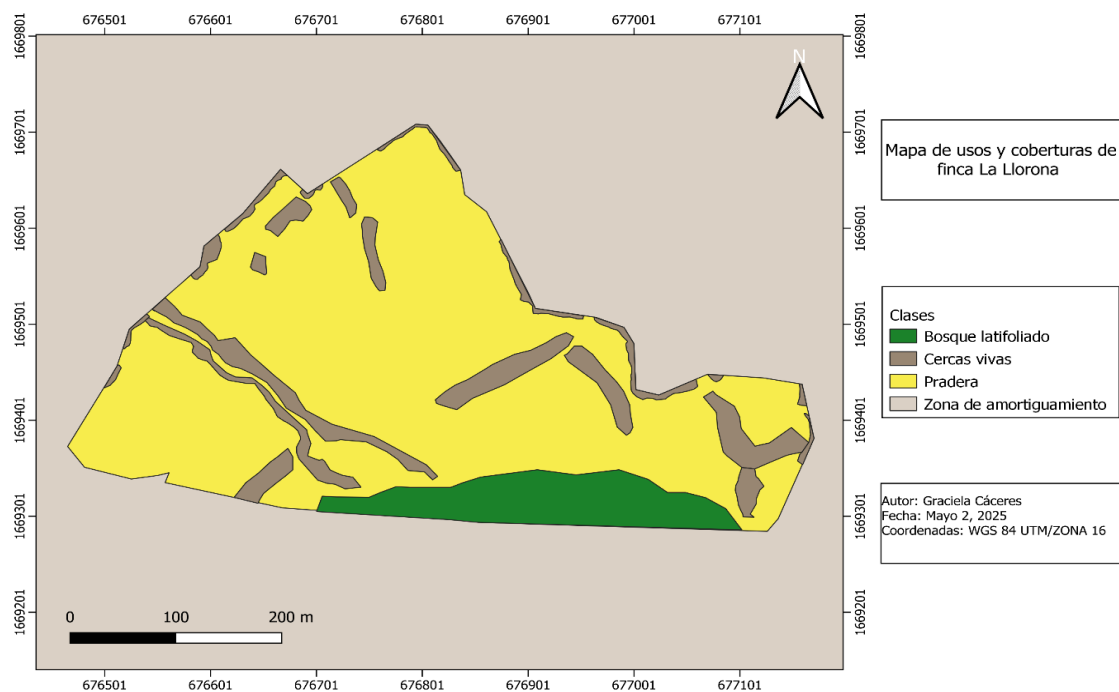 676501 676601 676701 676801 676901 677001 677101
1669801 1669801
1669701 1669701
1669601 1669601
1669501 1669501
1669401 1669401
1669301 1669301
1669201 1669201
N
0 100 200 m
676501 676601 676701 676801 676901 677001 677101
Mapa de usos y coberturas de
finca La Llorona
Clases
Bosque latifoliado
Cercas vivas
Pradera
Zona de amortiguamiento
Autor: Graciela Cáceres
Fecha: Mayo 2, 2025
Coordenadas: WGS 84 UTM/ZONA 16